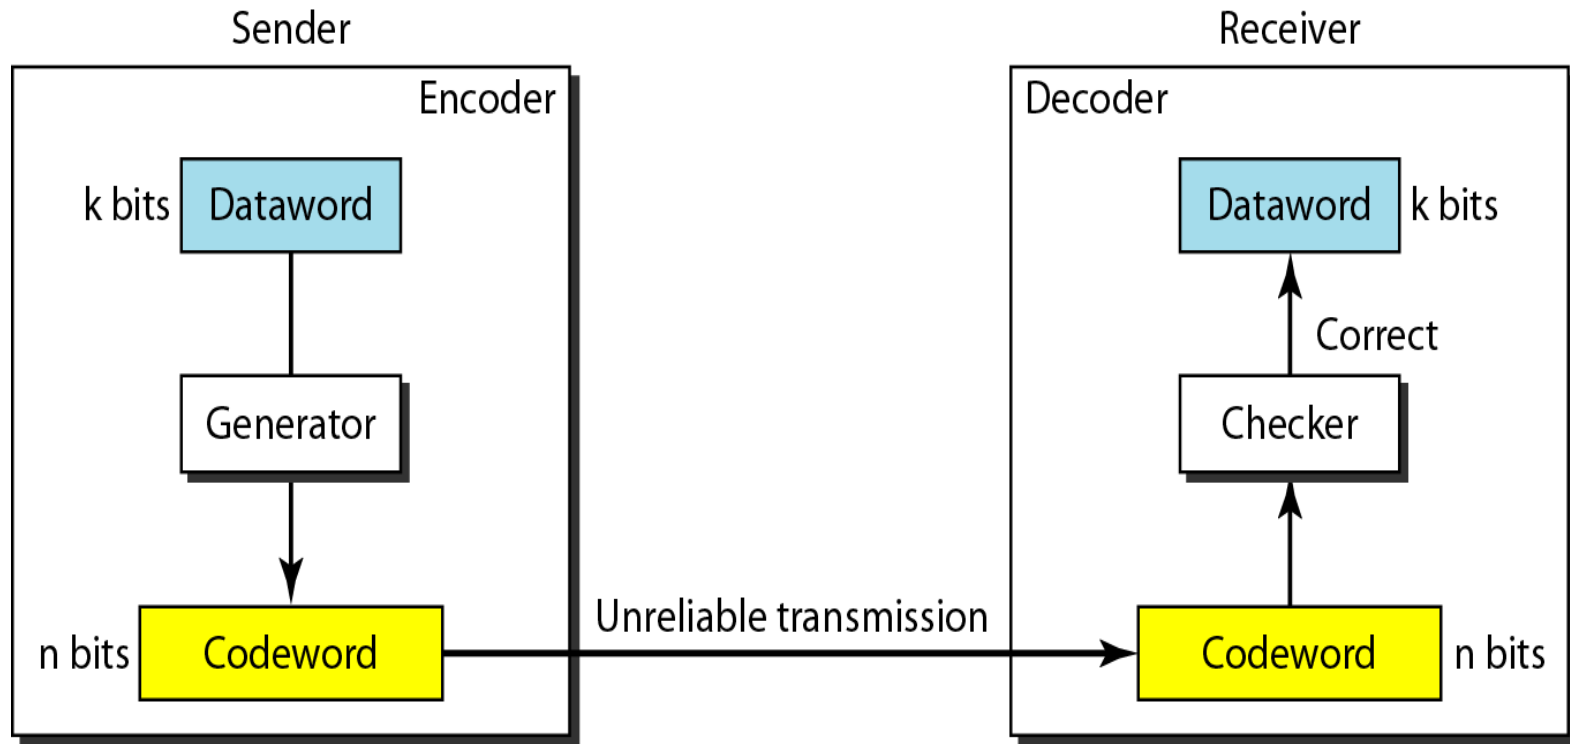 Sender
Encoder
k bits
Dataword
Generator
n bits
Codeword
Unreliable transmission
Receiver
Decoder
Dataword
k bits
Correct
Checker
Codeword
n bits